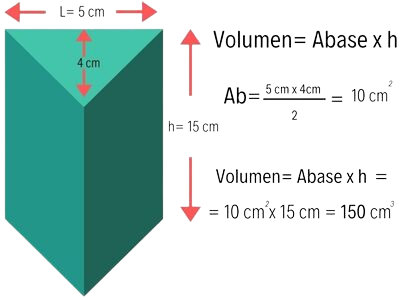 L= 5 cm
4 cm
h= 15 cm
Volumen= Abase x h
Ab= 5 cm x 4cm / 2 = 10 cm²
Volumen= Abase x h =
= 10 cm² x 15 cm = 150 cm³